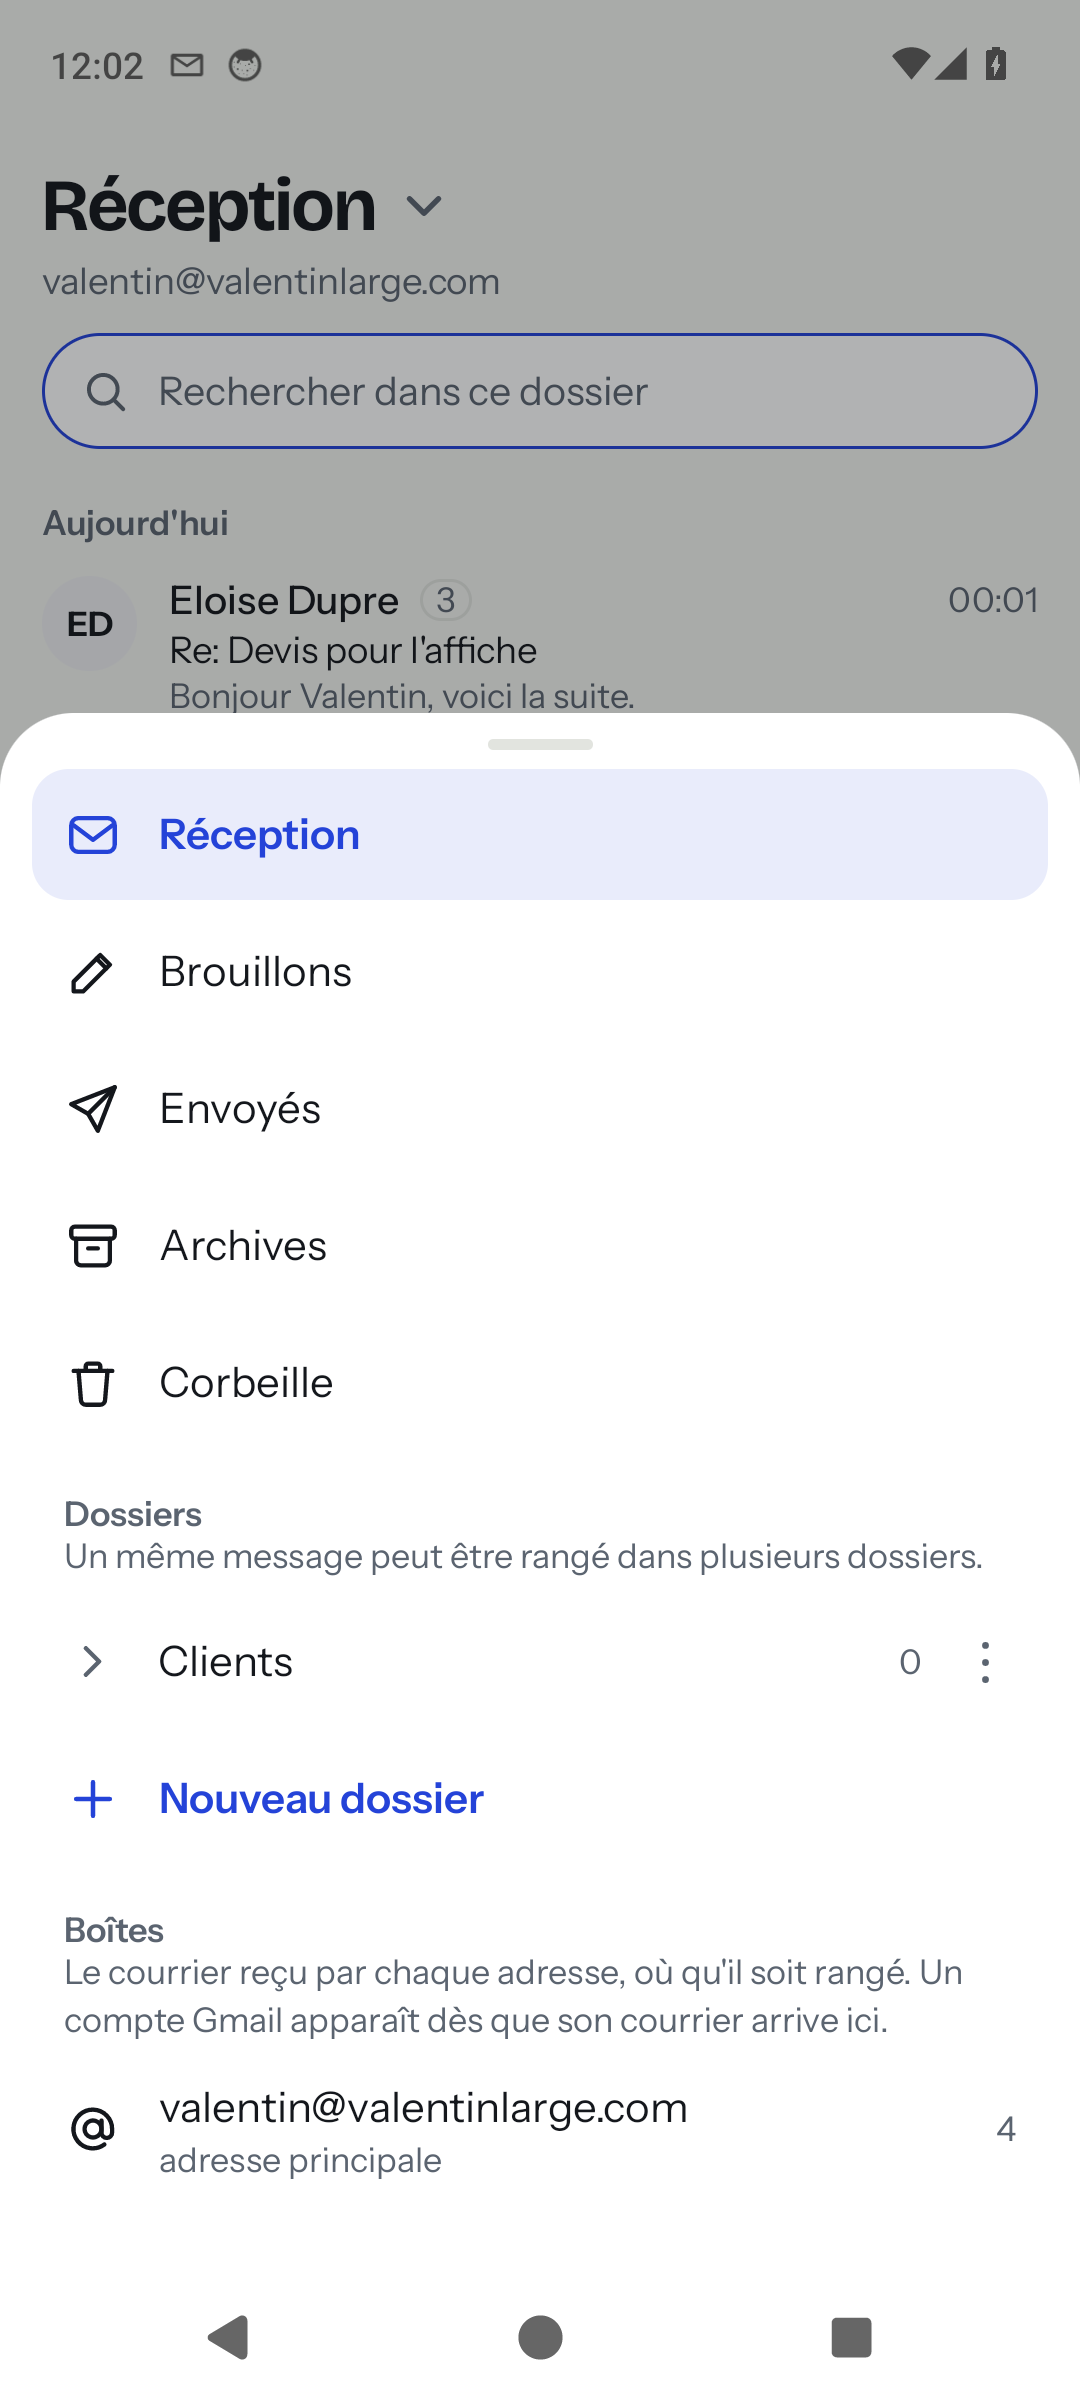 12:02
Réception
valentin@valentinlarge.com
Rechercher dans ce dossier
Aujourd'hui
ED
Eloise Dupre 3 00:01
Re: Devis pour l'affiche
Bonjour Valentin, voici la suite.
Réception
Brouillons
Envoyés
Archives
Corbeille
Dossiers
Un même message peut être rangé dans plusieurs dossiers.
Clients 0
Nouveau dossier
Boîtes
Le courrier reçu par chaque adresse, où qu'il soit rangé. Un
compte Gmail apparaît dès que son courrier arrive ici.
valentin@valentinlarge.com 4
adresse principale